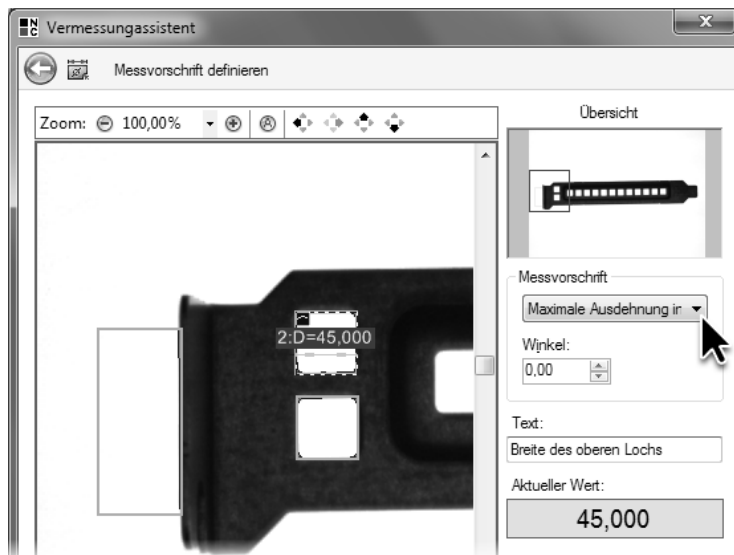 Vermessungassistent
Messvorschrift definieren
Zoom: 100,00%
Übersicht
Messvorschrift
Maximale Ausdehnung in
2:D=45,000
Winkel:
0,00
Text:
Breite des oberen Lochs
Aktueller Wert:
45,000